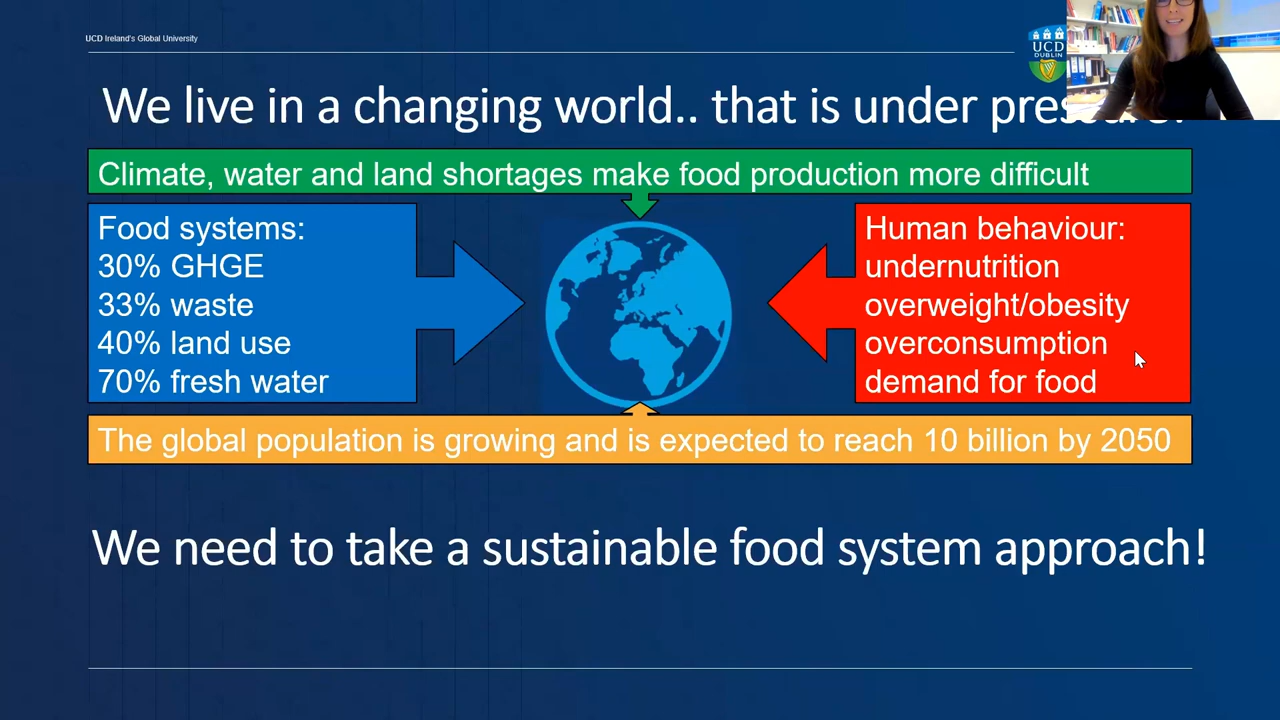 UCD Ireland's Global University
UCD
DUBLIN
We live in a changing world.. that is under
Climate, water and land shortages make food production more difficult
Food systems:
30% GHGE
33% waste
40% land use
70% fresh water
Human behaviour:
undernutrition
overweight/obesity
overconsumption
demand for food
The global population is growing and is expected to reach 10 billion by 2050
We need to take a sustainable food system approach!